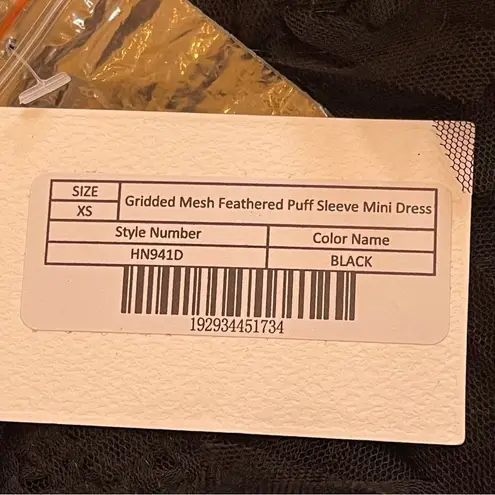 SIZE
Gridded Mesh Feathered Puff Sleeve Mini Dress
XS
Style Number Color Name
HN941D BLACK
192934451734